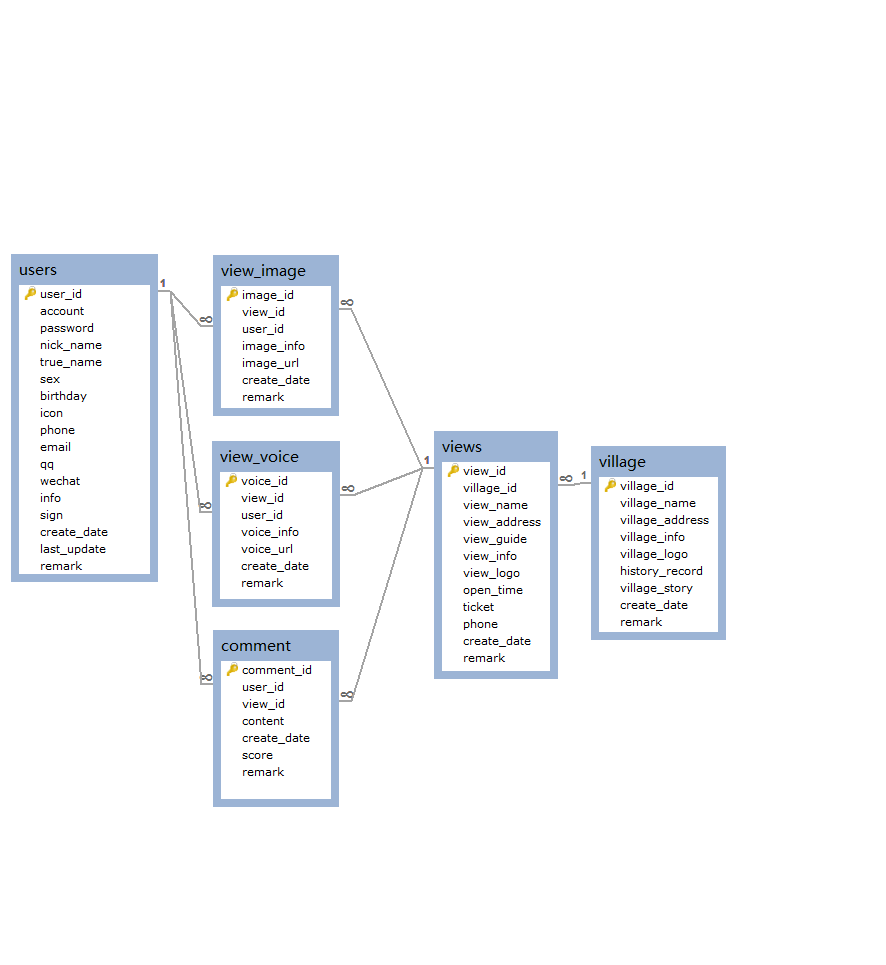 users
user_id
account
password
nick_name
true_name
sex
birthday
icon
phone
email
qq
wechat
info
sign
create_date
last_update
remark
1
∞
∞
∞
view_image
image_id
view_id
user_id
image_info
image_url
create_date
remark
∞
view_voice
voice_id
view_id
user_id
voice_info
voice_url
create_date
remark
∞
comment
comment_id
user_id
view_id
content
create_date
score
remark
∞
1
views
view_id
village_id
view_name
view_address
view_guide
view_info
view_logo
open_time
ticket
phone
create_date
remark
∞
1
village
village_id
village_name
village_address
village_info
village_logo
history_record
village_story
create_date
remark